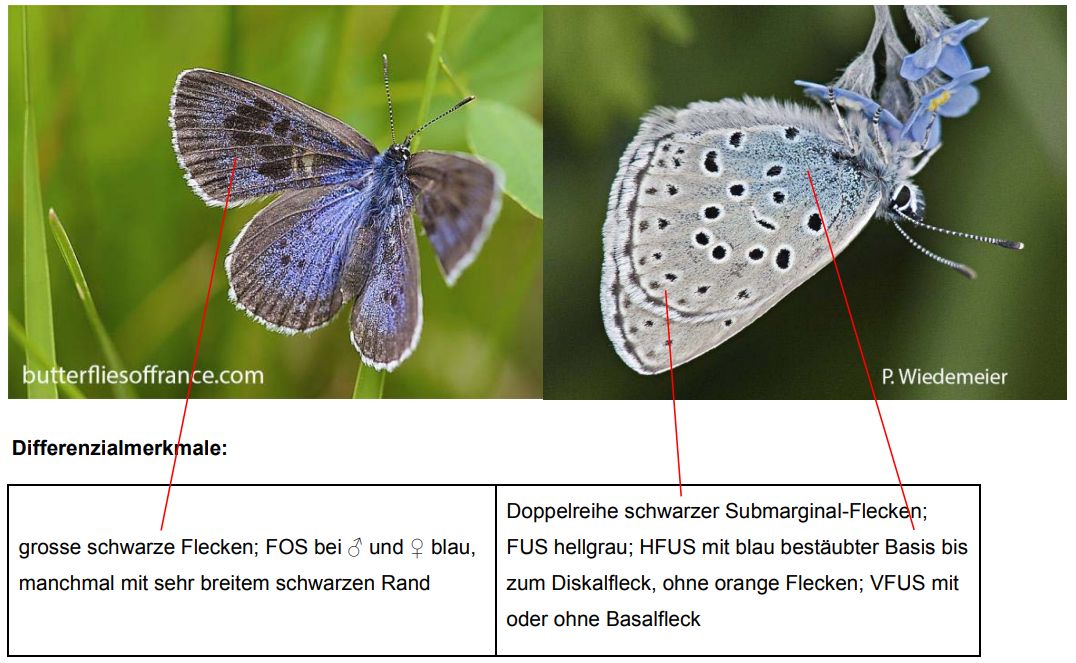 butterfliesoffrance.com
P. Wiedemeier
Differenzialmerkmale:
grosse schwarze Flecken; FOS bei ♂ und ♀ blau,
manchmal mit sehr breitem schwarzen Rand
Doppelreihe schwarzer Submarginal-Flecken;
FUS hellgrau; HFUS mit blau bestäubter Basis bis
zum Diskalfleck, ohne orange Flecken; VFUS mit
oder ohne Basalfleck